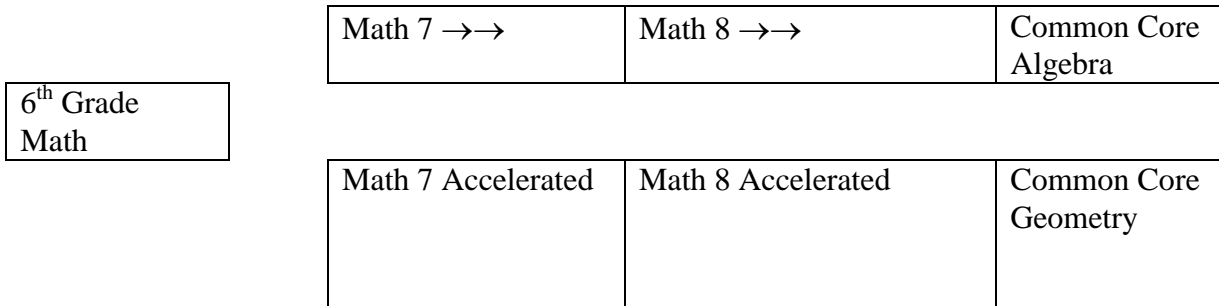 Math 7 →→ Math 8 →→ Common Core
Algebra
6th Grade
Math
Math 7 Accelerated Math 8 Accelerated Common Core
Geometry